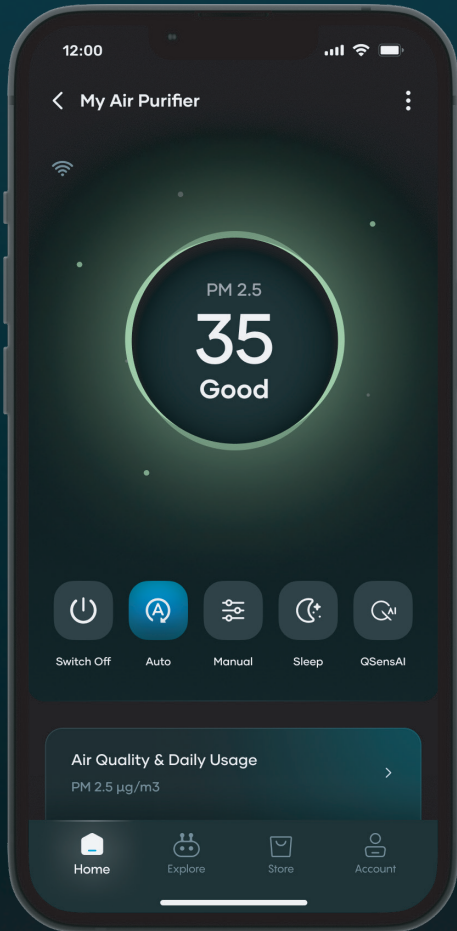 12:00
My Air Purifier
PM 2.5
35
Good
A
AI
Switch Off Auto Manual Sleep QSensAI
Air Quality & Daily Usage
PM 2.5 µg/m3
Home Explore Store Account